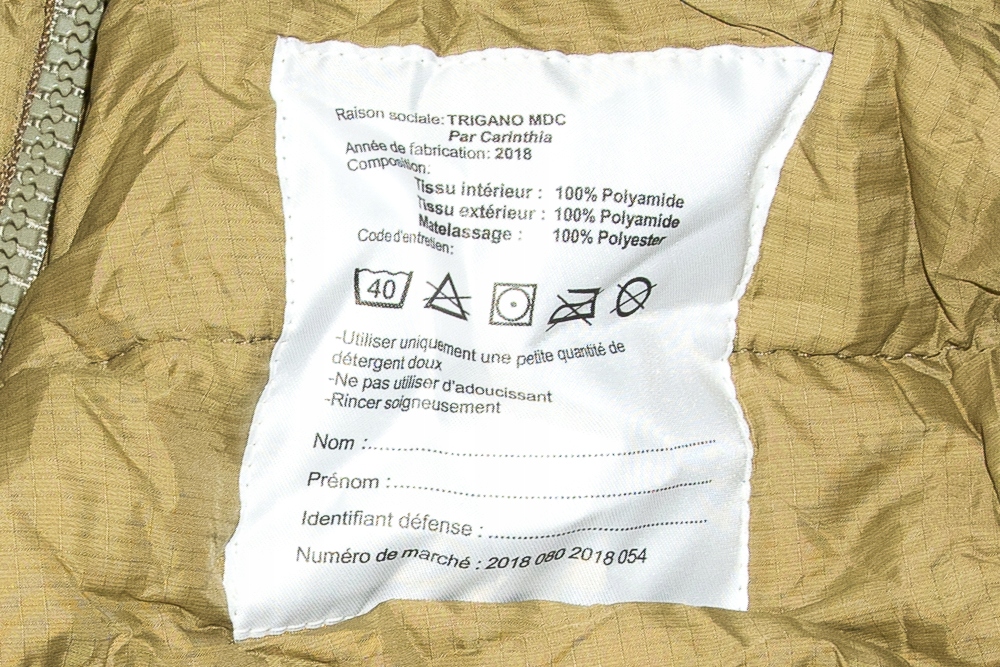 Raison sociale: TRIGANO MDC
Par Carinthia
Année de fabrication: 2018
Composition:
Tissu intérieur : 100% Polyamide
Tissu extérieur : 100% Polyamide
Matelassage : 100% Polyester
Code d'entretien:
40
-Utiliser uniquement une petite quantité de
détergent doux
-Ne pas utiliser d'adoucissant
-Rincer soigneusement
Nom :
Prénom :
Identifiant défense :
Numéro de marché : 2018 080 2018 054